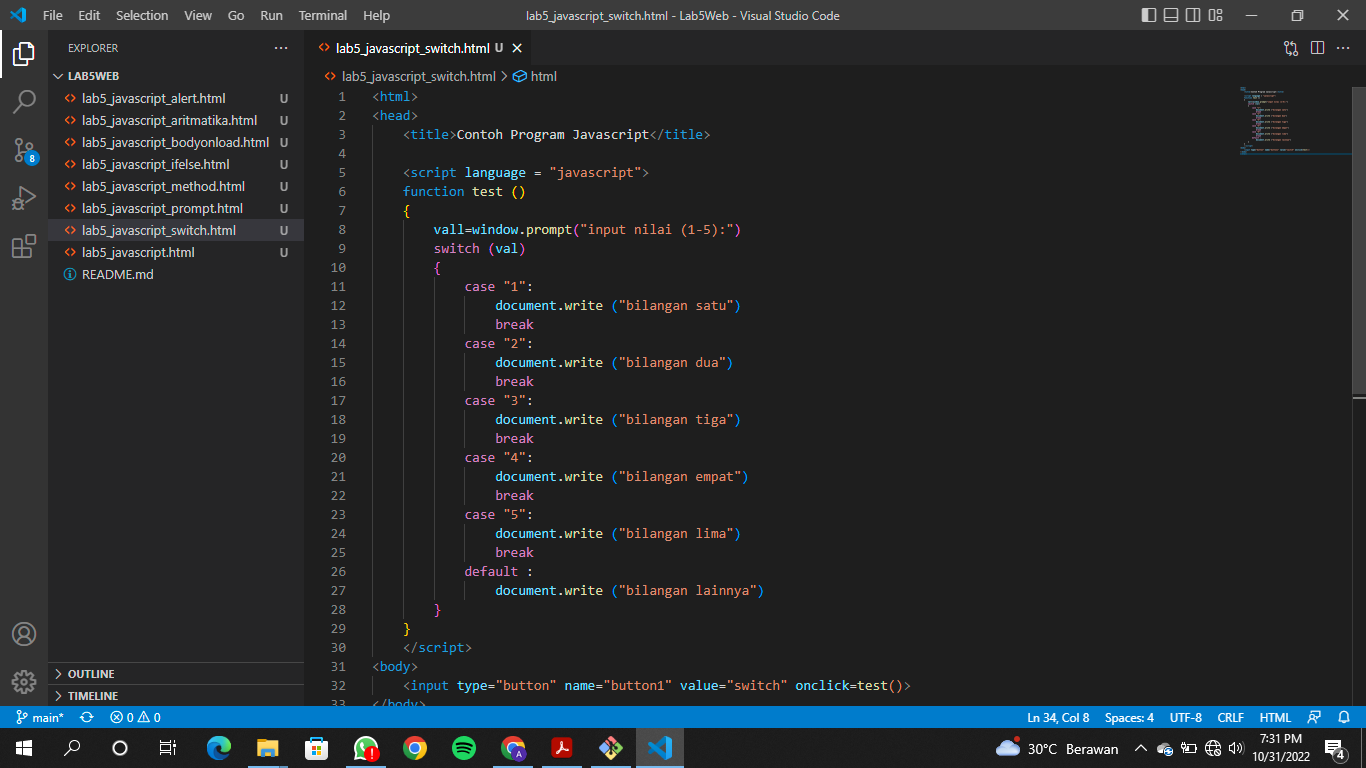 File Edit Selection View Go Run Terminal Help
lab5_javascript_switch.html - Lab5Web - Visual Studio Code
EXPLORER
LAB5WEB
lab5_javascript_alert.html U
lab5_javascript_aritmatika.html U
lab5_javascript_bodyonload.html U
lab5_javascript_ifelse.html U
lab5_javascript_method.html U
lab5_javascript_prompt.html U
lab5_javascript_switch.html U
lab5_javascript.html U
README.md
8
OUTLINE
TIMELINE
lab5_javascript_switch.html U
lab5_javascript_switch.html > html
1 <html>
2 <head>
3 <title>Contoh Program Javascript</title>
4
5 <script language = "javascript">
6 function test ()
7 {
8 vall=window.prompt("input nilai (1-5):")
9 switch (val)
10 {
11 case "1":
12 document.write ("bilangan satu")
13 break
14 case "2":
15 document.write ("bilangan dua")
16 break
17 case "3":
18 document.write ("bilangan tiga")
19 break
20 case "4":
21 document.write ("bilangan empat")
22 break
23 case "5":
24 document.write ("bilangan lima")
25 break
26 default :
27 document.write ("bilangan lainnya")
28 }
29 }
30 </script>
31 <body>
32 <input type="button" name="button1" value="switch" onclick=test()>
33 </body>
main* 0 0
Ln 34, Col 8 Spaces: 4 UTF-8 CRLF HTML
30°C Berawan
7:31 PM
10/31/2022
4